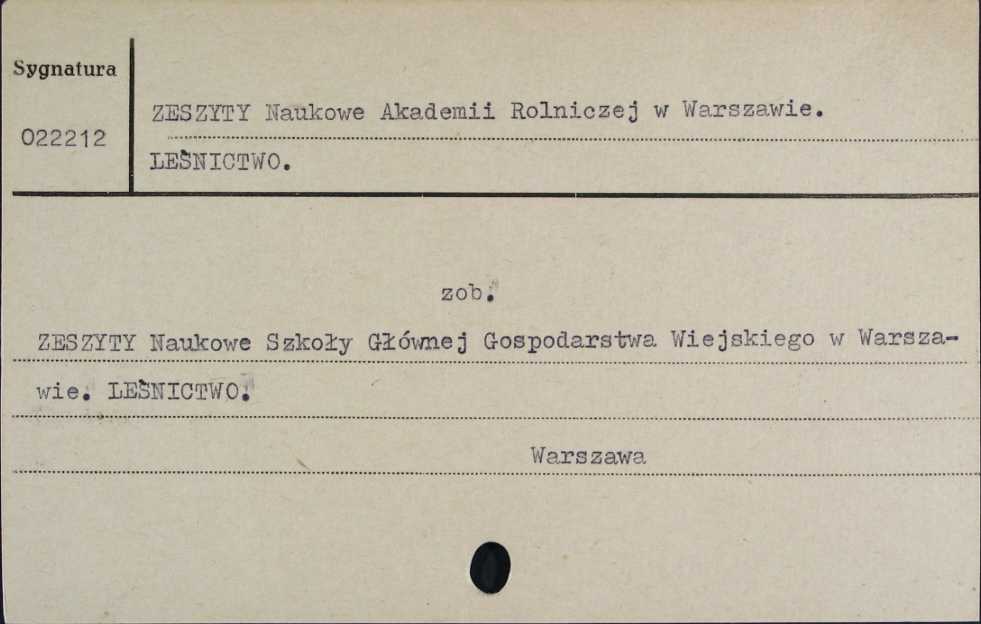 Sygnatura
022212
ZESZYTY Naukowe Akademii Rolniczej w Warszawie.
LEŚNICTWO.
zob.
ZESZYTY Naukowe Szkoły Głównej Gospodarstwa Wiejskiego w Warsza-
wie. LEŚNICTWO.
Warszawa